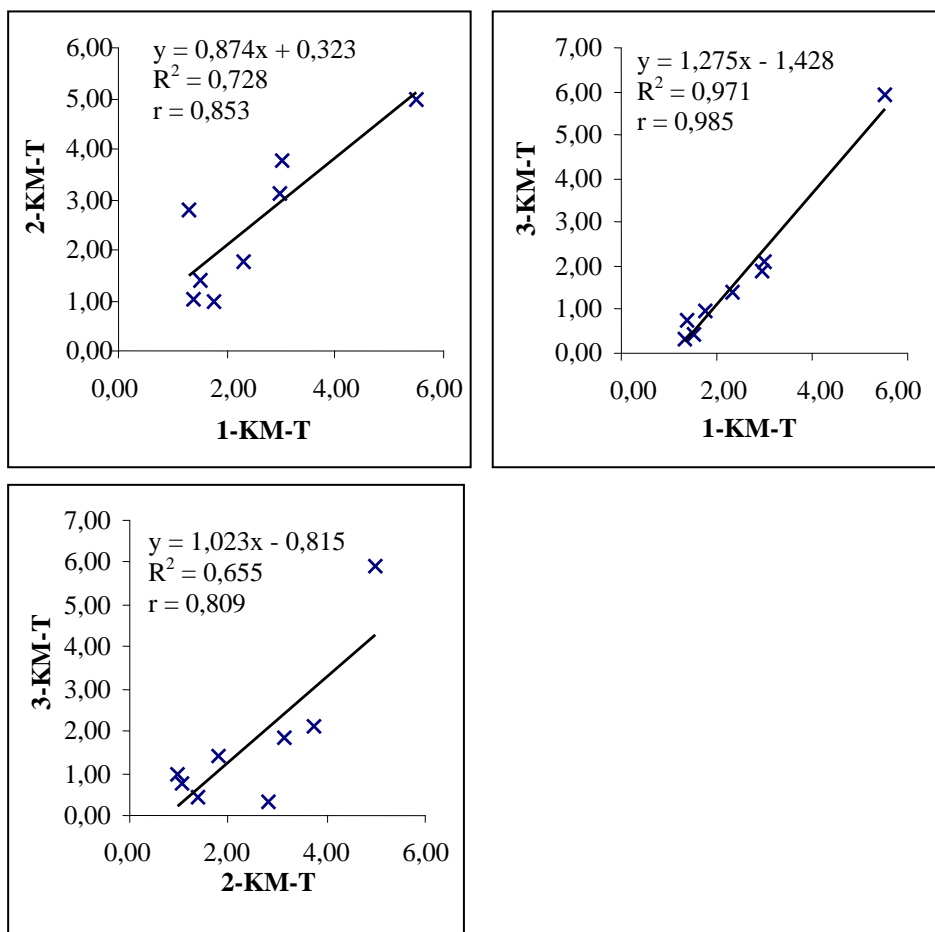 y = 0,874x + 0,323
R² = 0,728
r = 0,853
6,00
5,00
4,00
3,00
2,00
1,00
0,00
2-KM-T
0,00 2,00 4,00 6,00
1-KM-T
y = 1,275x - 1,428
R² = 0,971
r = 0,985
7,00
6,00
5,00
4,00
3,00
2,00
1,00
0,00
3-KM-T
0,00 2,00 4,00 6,00
1-KM-T
y = 1,023x - 0,815
R² = 0,655
r = 0,809
7,00
6,00
5,00
4,00
3,00
2,00
1,00
0,00
3-KM-T
0,00 2,00 4,00 6,00
2-KM-T